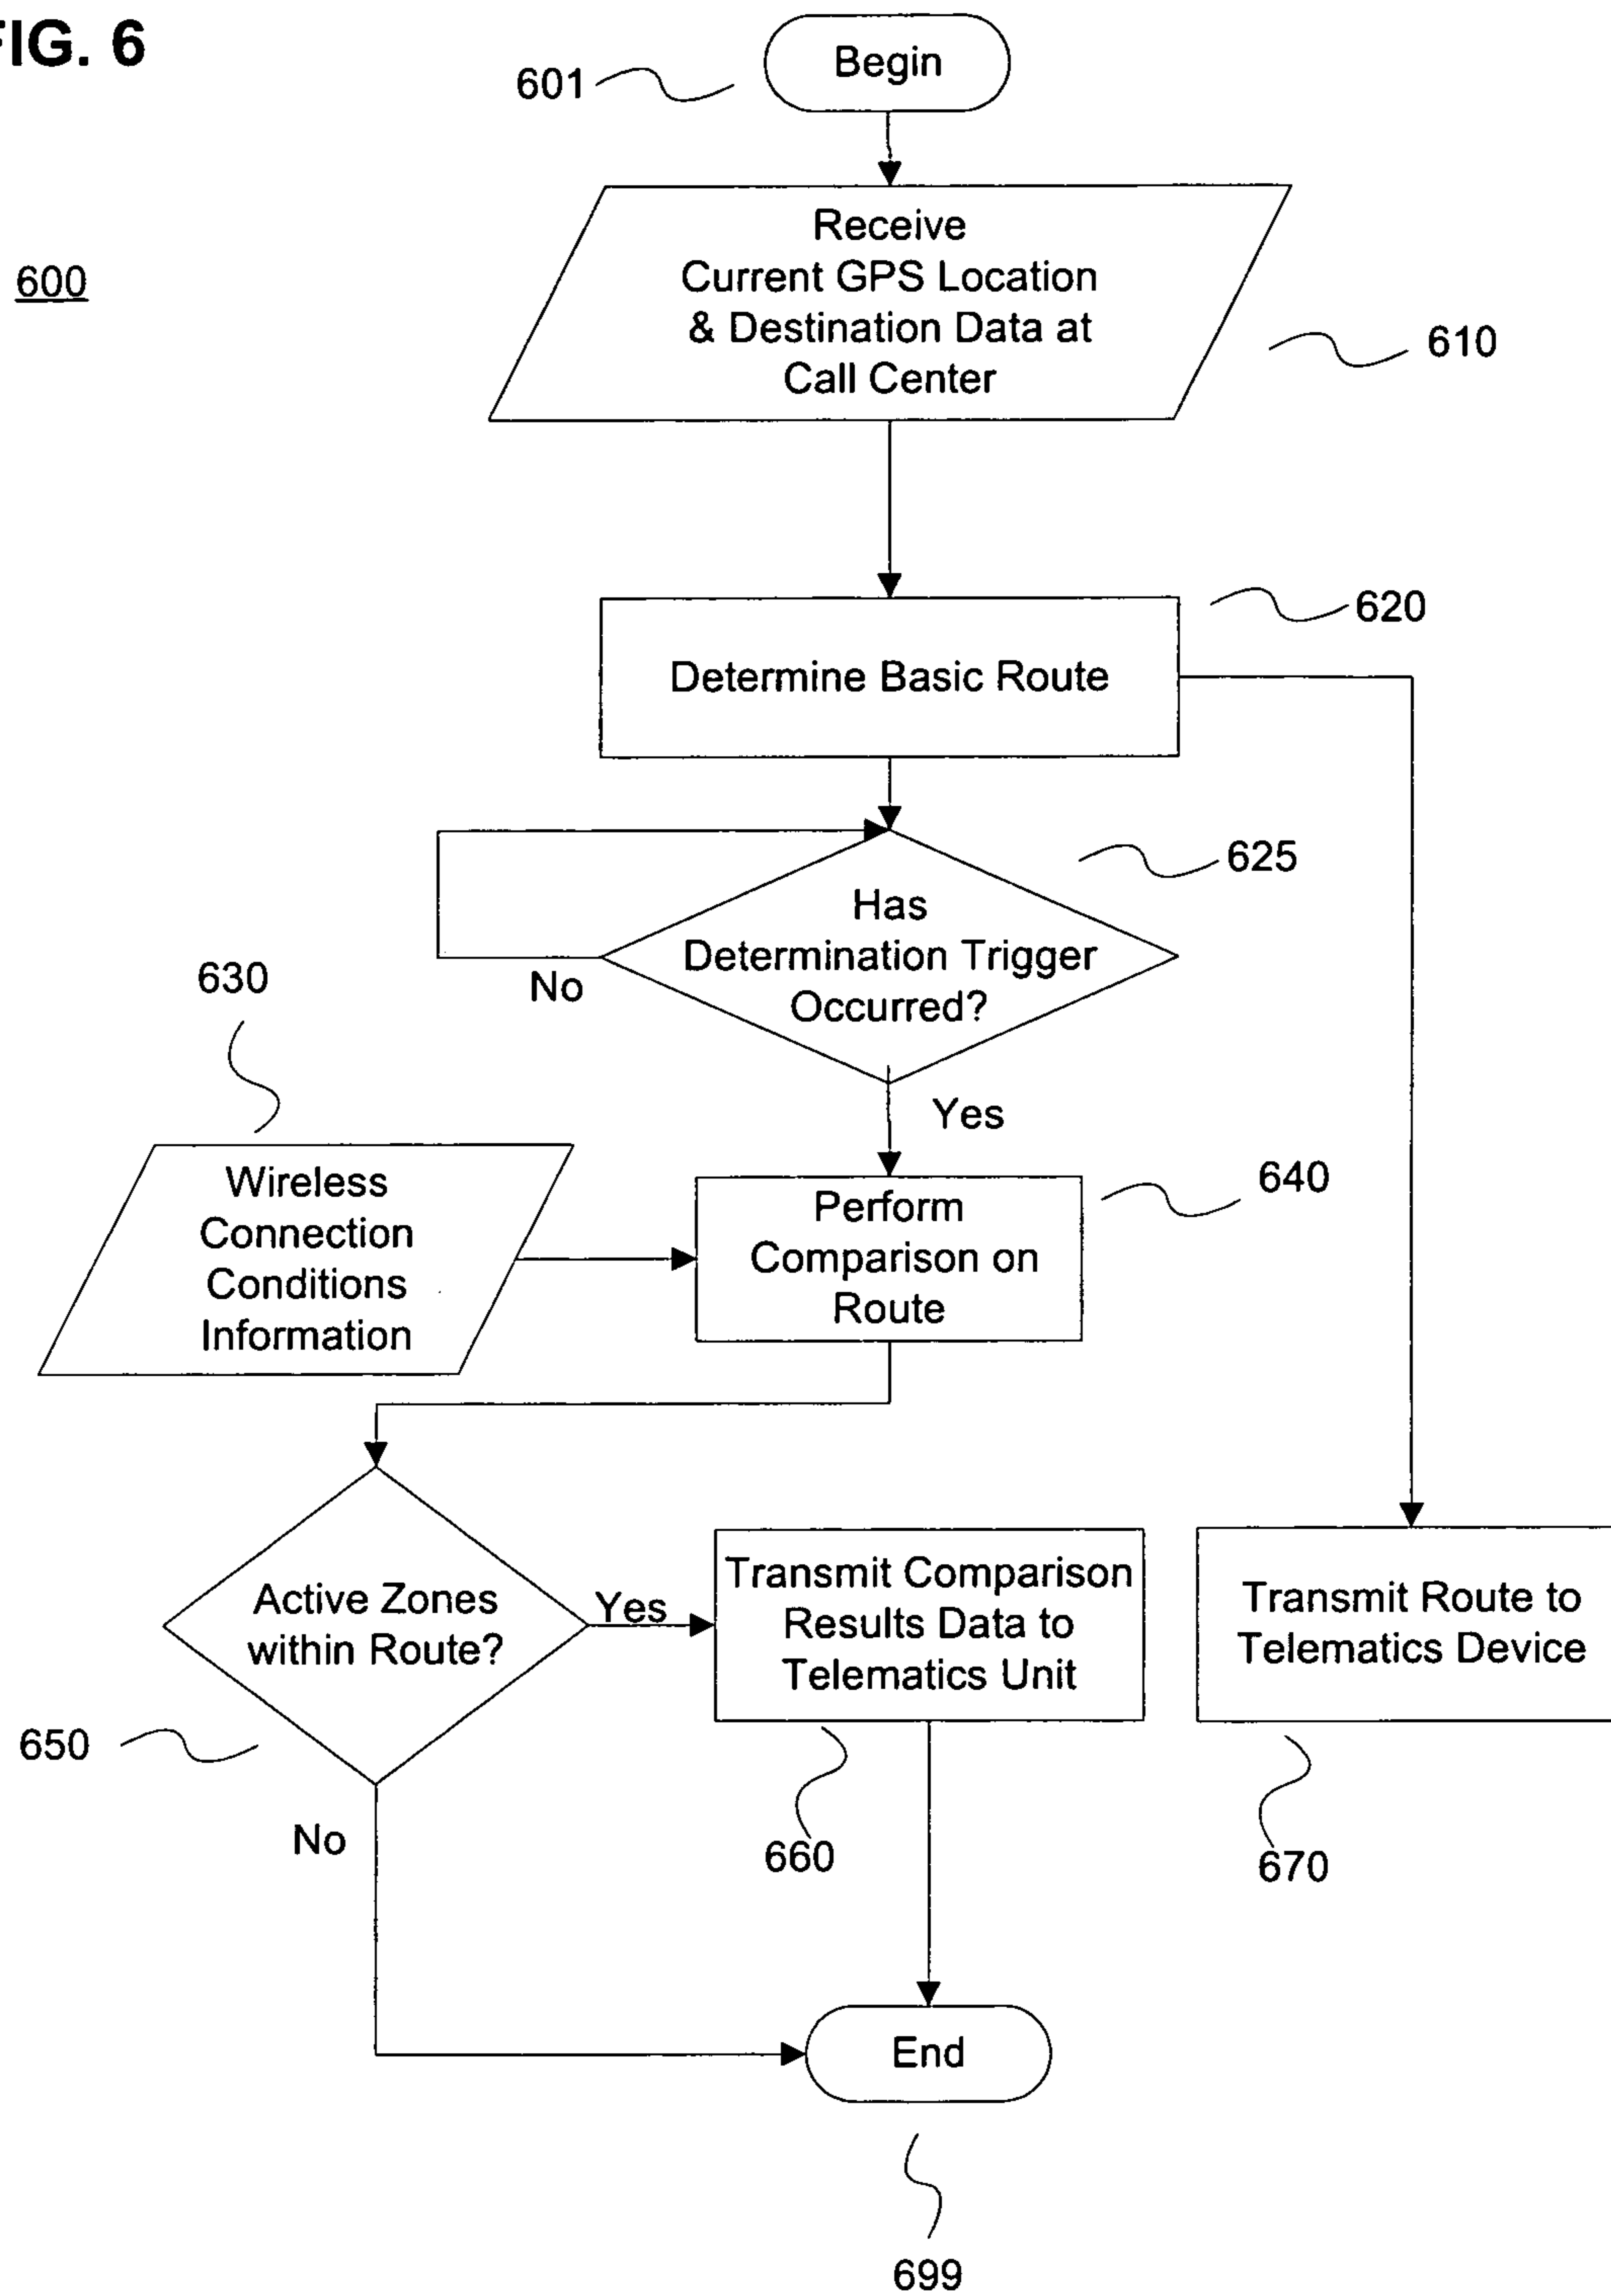 FIG. 6
600
601
Begin
Receive
Current GPS Location
& Destination Data at
Call Center
610
620
Determine Basic Route
625
Has
Determination Trigger
Occurred?
No
Yes
630
Wireless
Connection
Conditions
Information
640
Perform
Comparison on
Route
Active Zones
within Route?
Yes
650
No
Transmit Comparison
Results Data to
Telematics Unit
660
Transmit Route to
Telematics Device
670
End
699